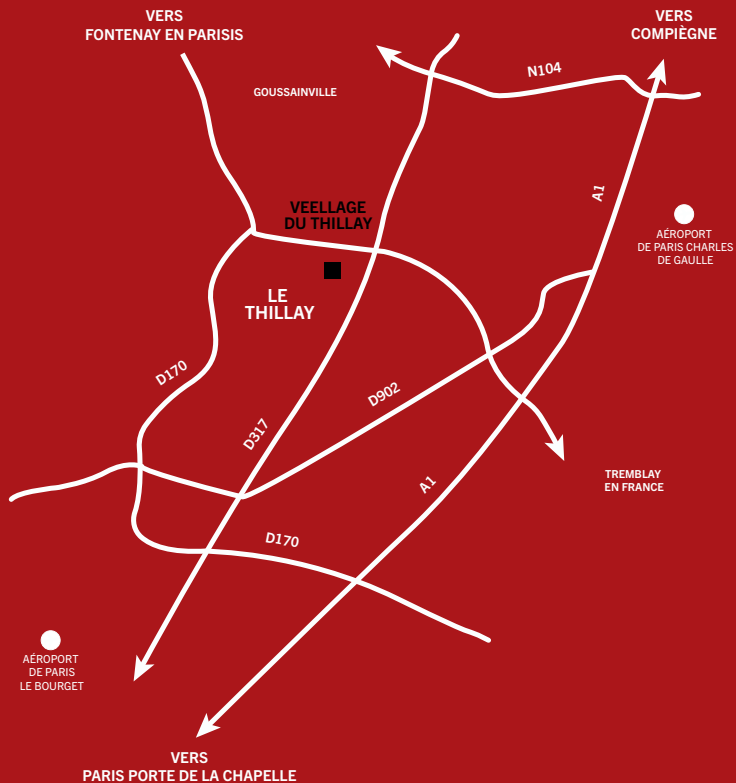 VERS
FONTENAY EN PARISIS
VERS
COMPIÈGNE
N104
GOUSSAINVILLE
A1
VEELLAGE
DU THILLAY
AÉROPORT
DE PARIS CHARLES
DE GAULLE
LE
THILLAY
D170
D902
D317
TREMBLAY
EN FRANCE
A1
D170
AÉROPORT
DE PARIS
LE BOURGET
VERS
PARIS PORTE DE LA CHAPELLE